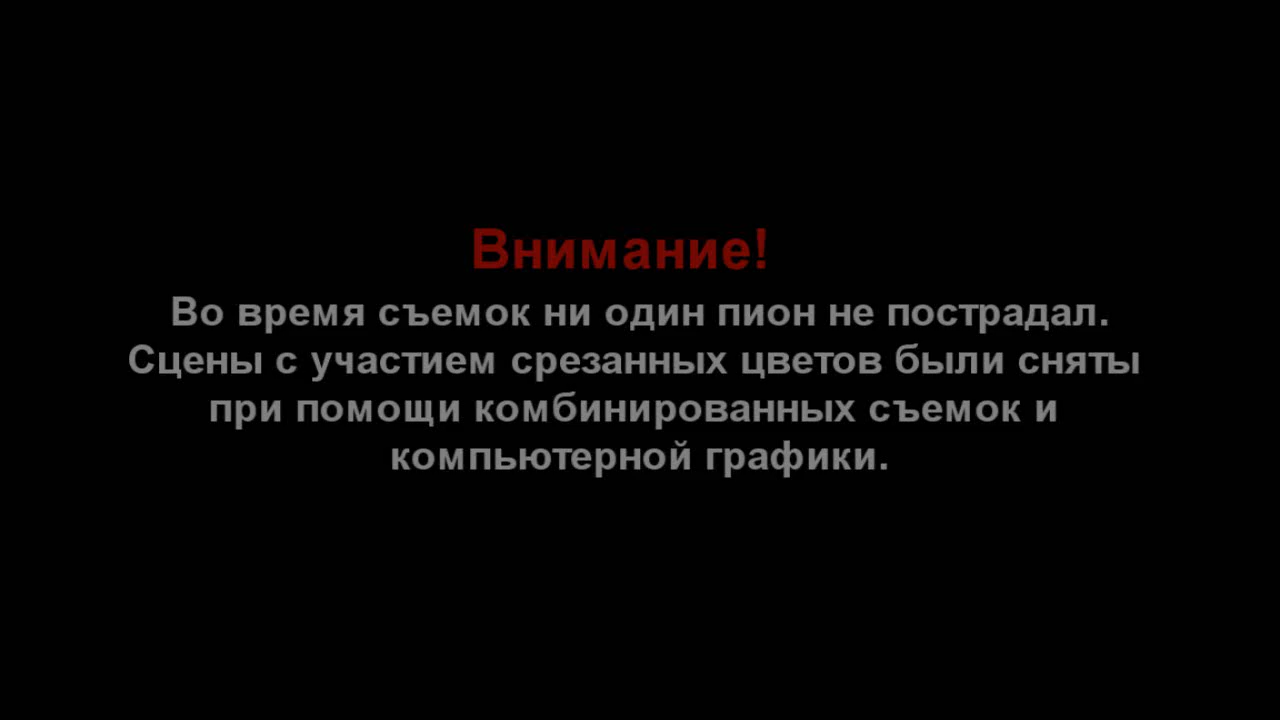 Внимание!
Во время съемок ни один пион не пострадал.
Сцены с участием срезанных цветов были сняты
при помощи комбинированных съемок и
компьютерной графики.